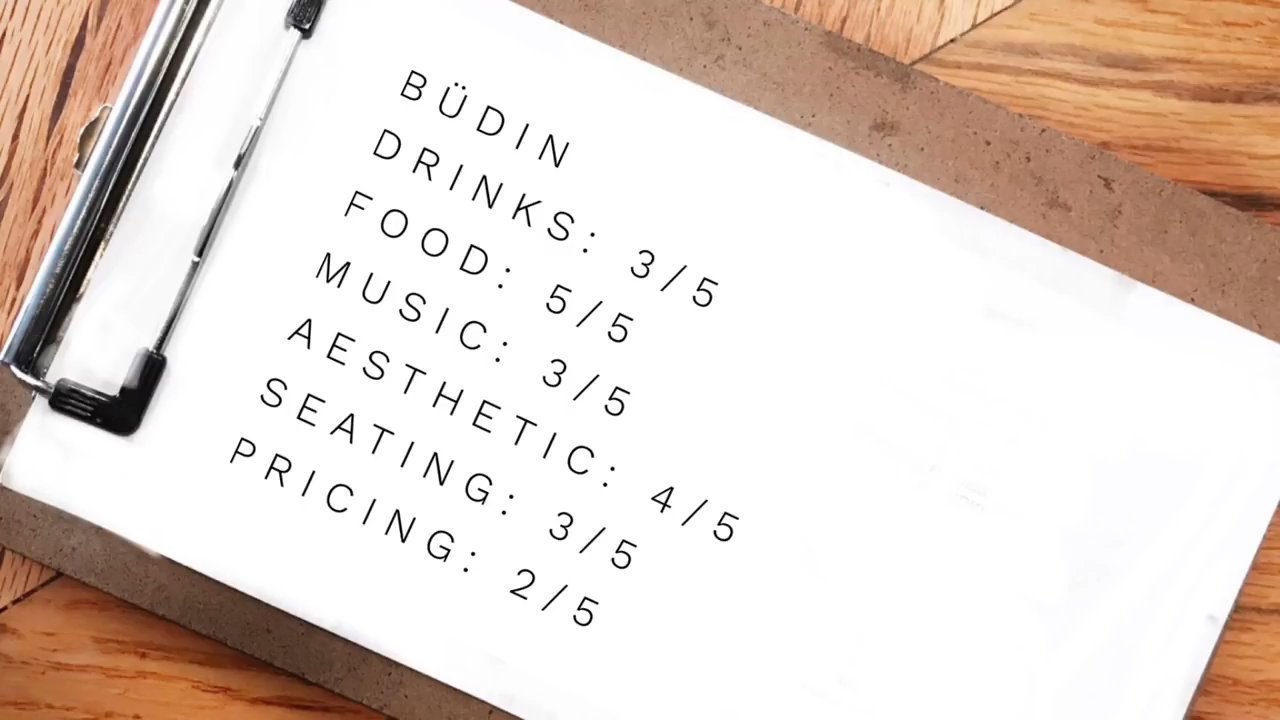 BÜDIN
DRINKS: 3/5
FOOD: 5/5
MUSIC: 3/5
AESTHETIC: 4/5
SEATING: 3/5
PRICING: 2/5